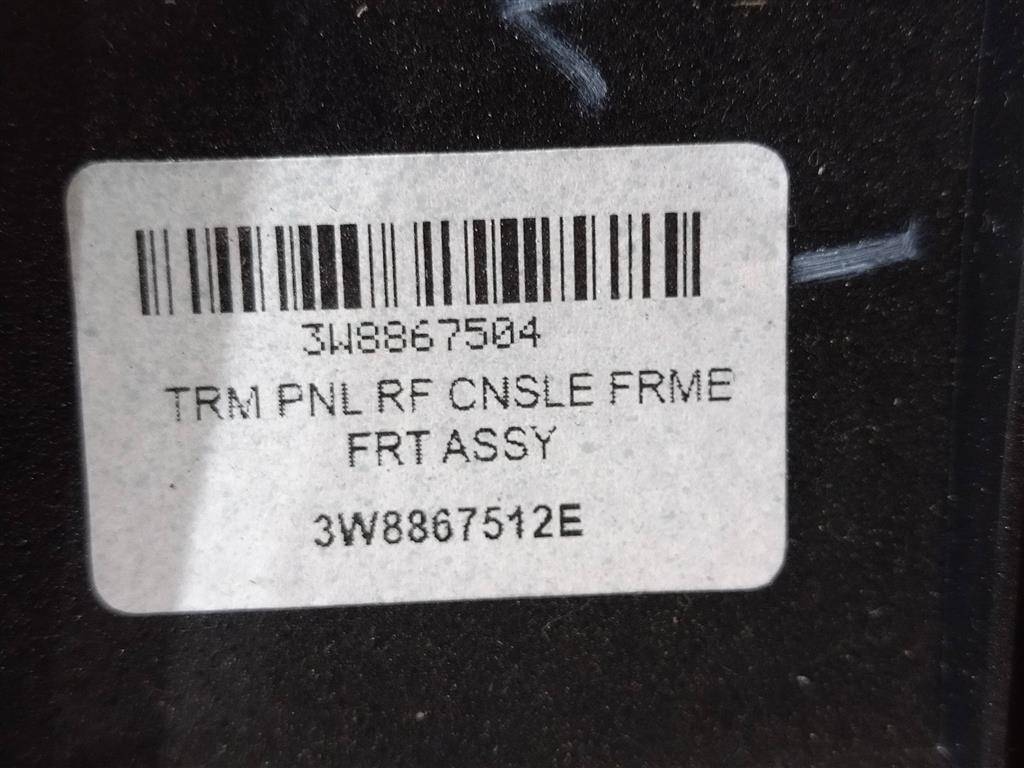 3W8867504
TRM PNL RF CNSLE FRME
FRT ASSY
3W8867512E